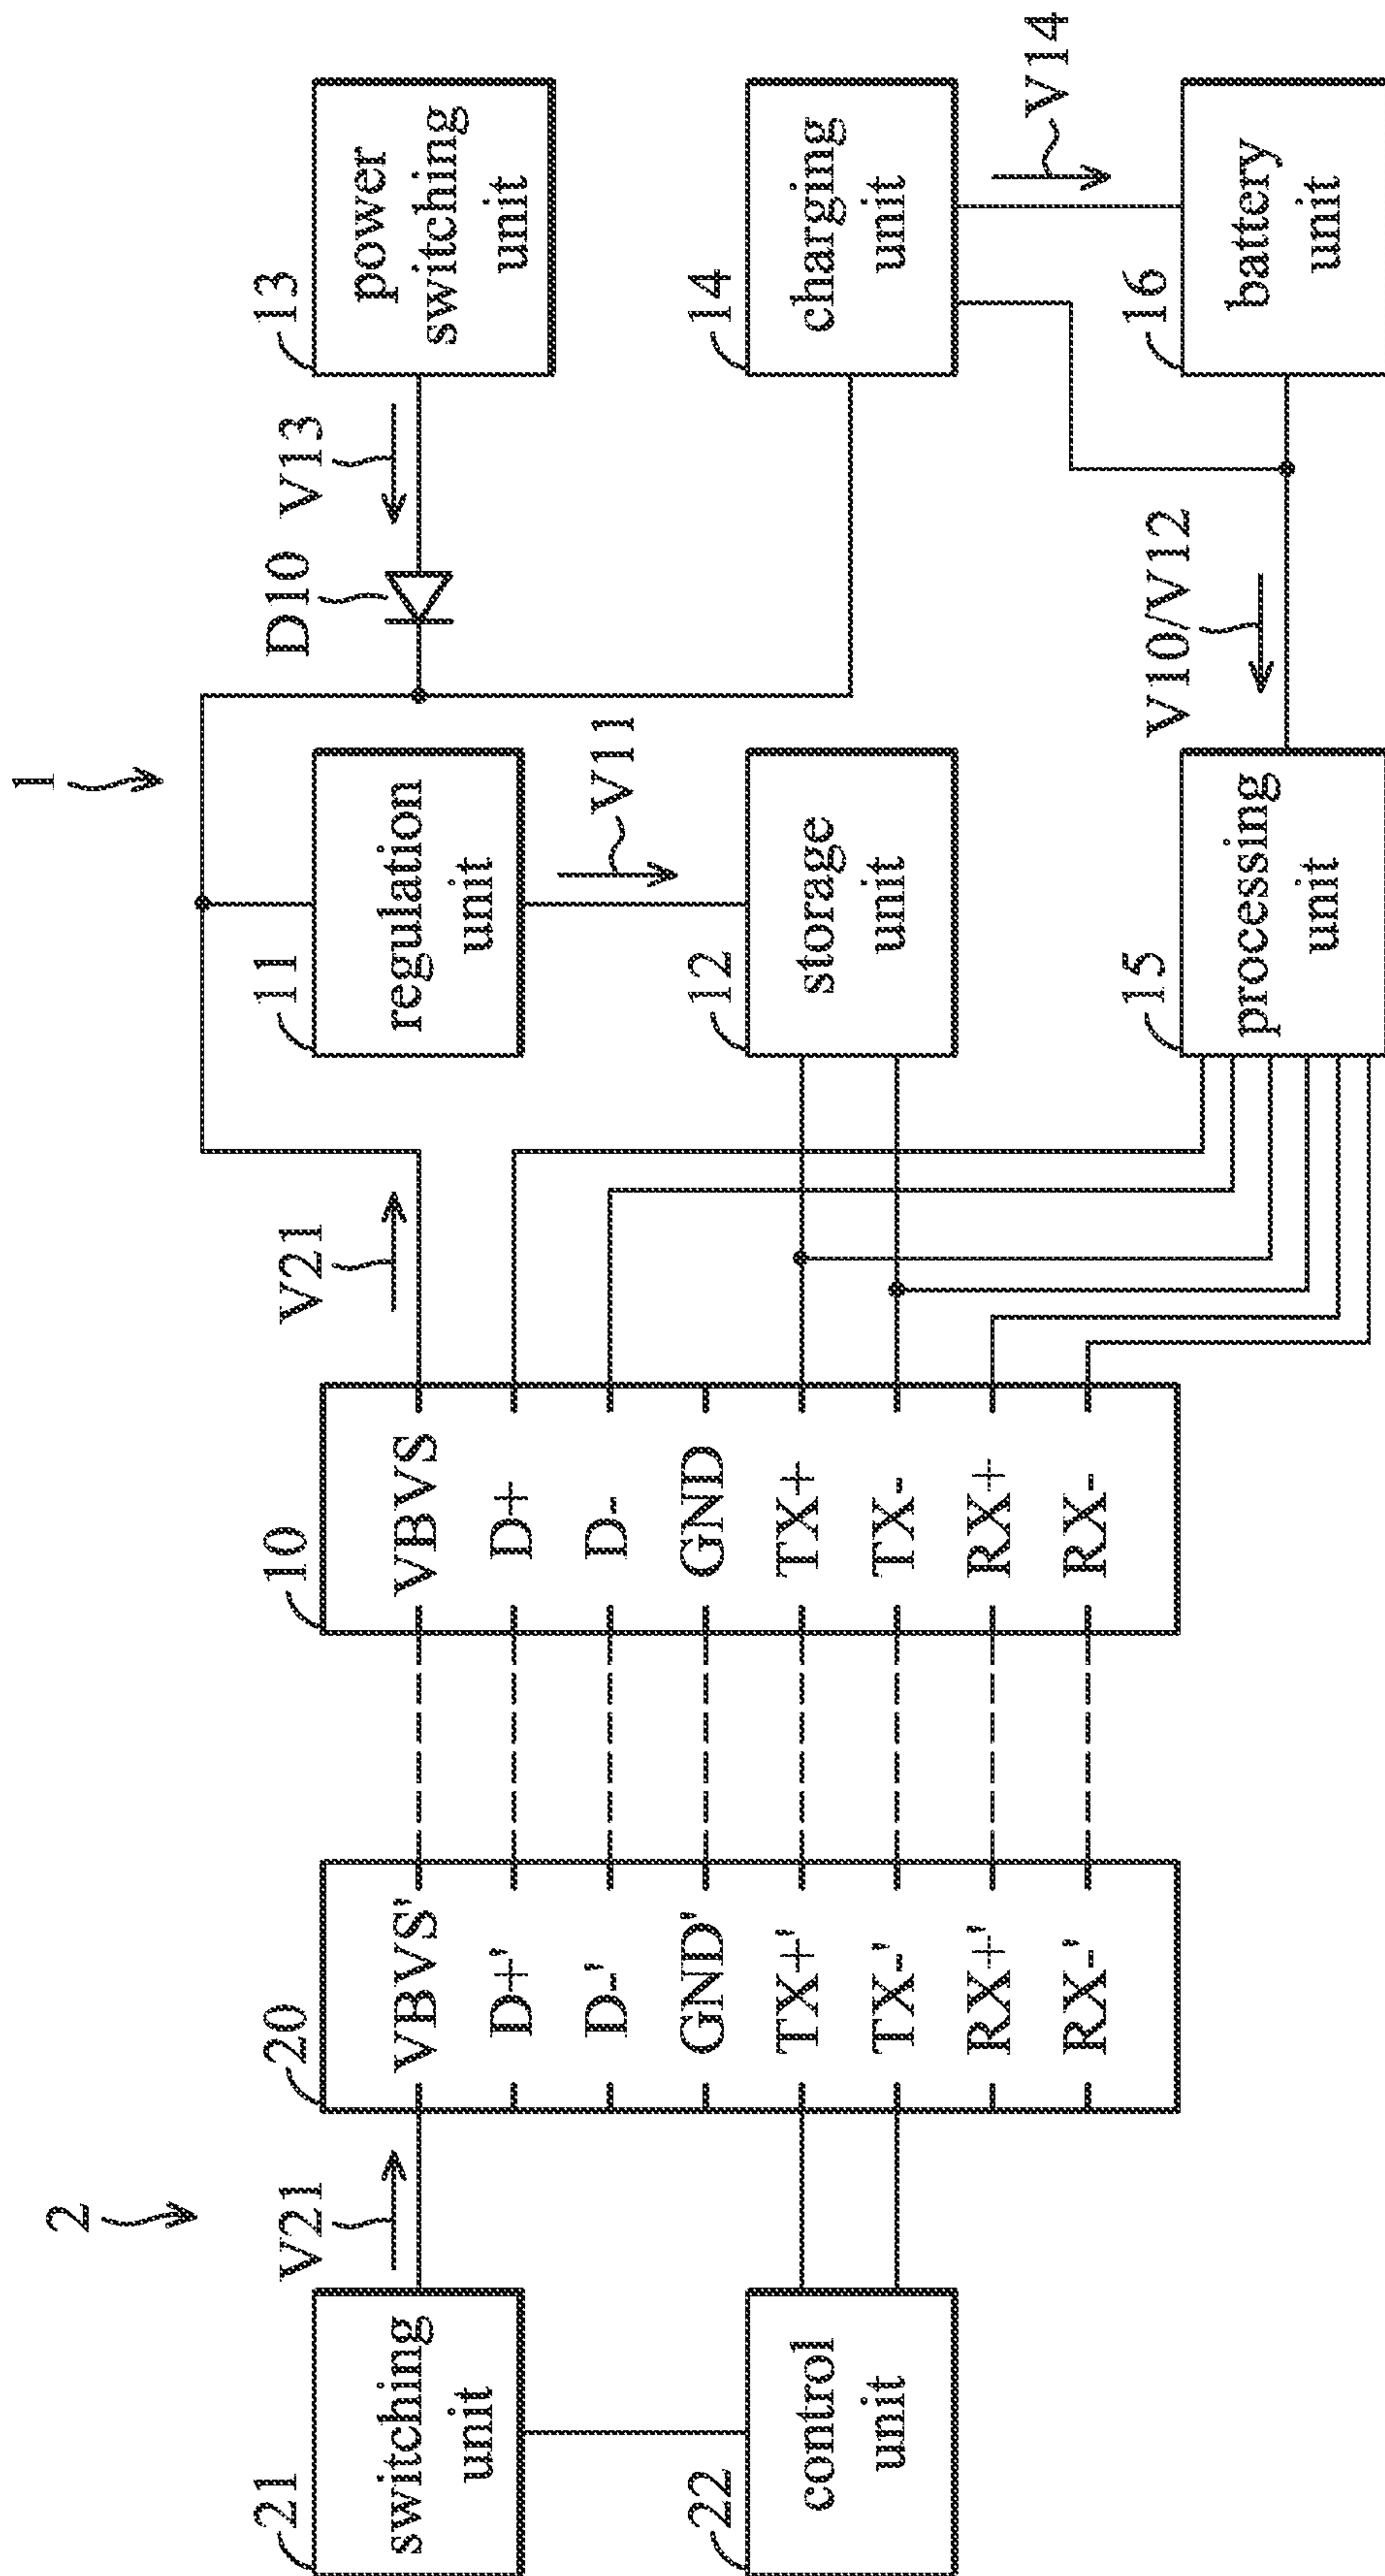 2
1
21
switching
unit
V21
22
control
unit
20
VBVS'
D+'
D-'
GND'
TX+'
TX-'
RX+'
RX-'
10
VBVS
D+
D-
GND
TX+
TX-
RX+
RX-
V21
11
regulation
unit
V11
12
storage
unit
15
processing
unit
D10
V13
13
power
switching
unit
14
charging
unit
V14
V10/V12
16
battery
unit